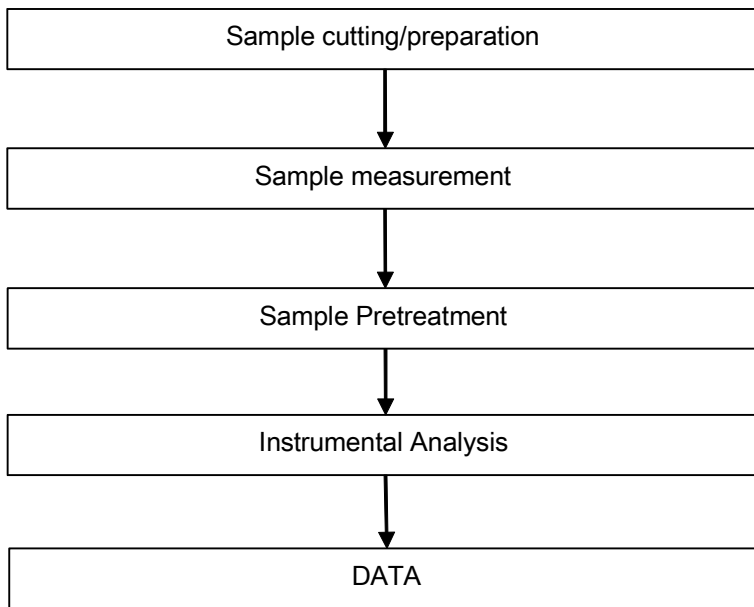 Sample cutting/preparation
Sample measurement
Sample Pretreatment
Instrumental Analysis
DATA